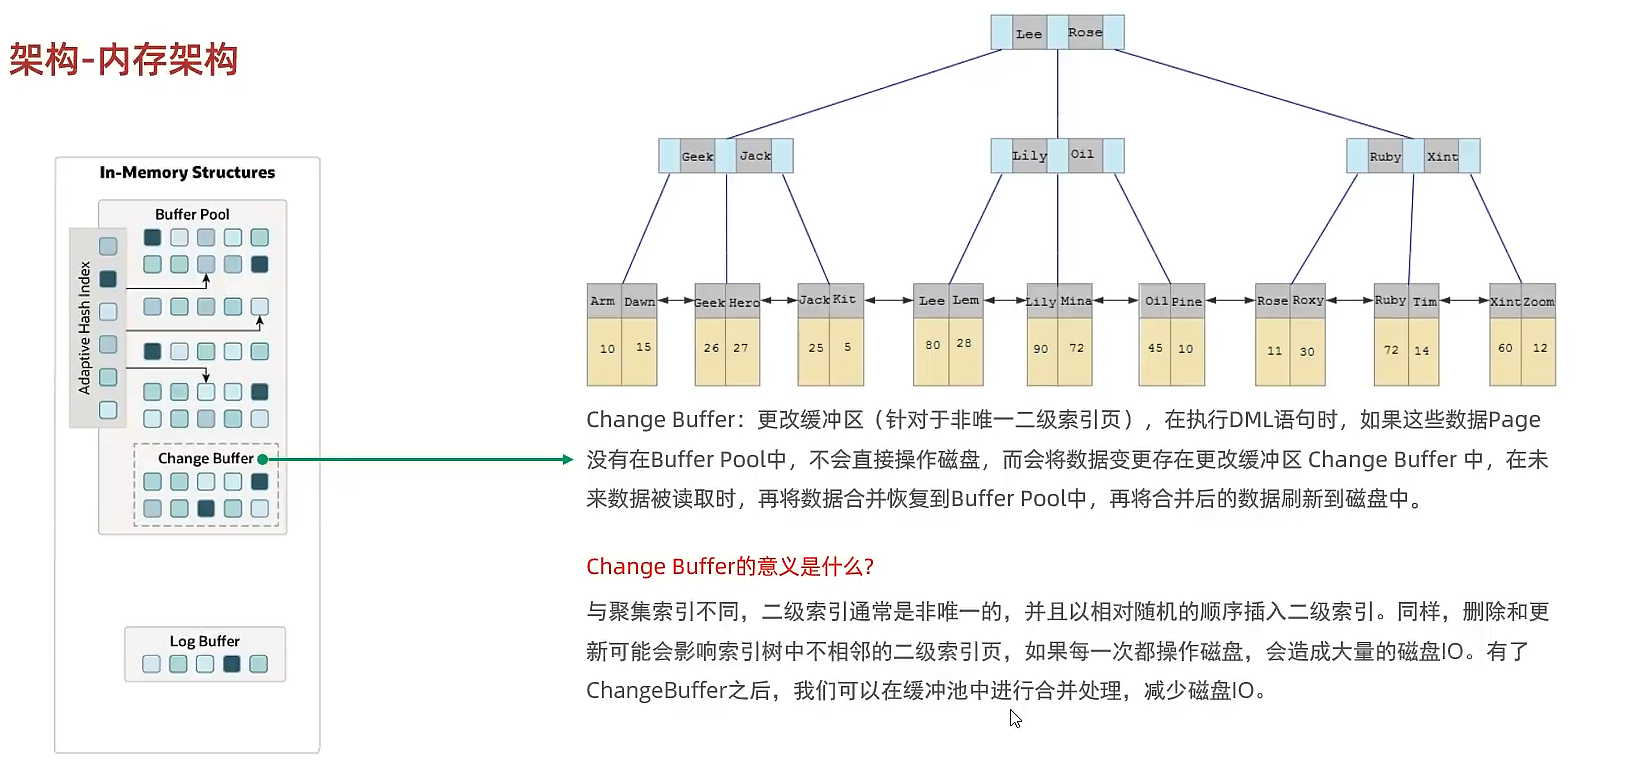 架构-内存架构
In-Memory Structures
Buffer Pool
Adaptive Hash Index
Change Buffer
Log Buffer
Lee Rose
Geek Jack
Lily Oil
Ruby Xint
Arm Dawn Geek Hero Jack Kit Lee Lem Lily Mina Oil Pine Rose Roxy Ruby Tim Xint Zoom
10 15 26 27 25 5 80 28 90 72 45 10 11 30 72 14 60 12
Change Buffer：更改缓冲区（针对于非唯一二级索引页），在执行DML语句时，如果这些数据Page
没有在Buffer Pool中，不会直接操作磁盘，而会将数据变更存在更改缓冲区 Change Buffer 中，在未
来数据被读取时，再将数据合并恢复到Buffer Pool中，再将合并后的数据刷新到磁盘中。
Change Buffer的意义是什么?
与聚集索引不同，二级索引通常是非唯一的，并且以相对随机的顺序插入二级索引。同样，删除和更
新可能会影响索引树中不相邻的二级索引页，如果每一次都操作磁盘，会造成大量的磁盘IO。有了
ChangeBuffer之后，我们可以在缓冲池中进行合并处理，减少磁盘IO。